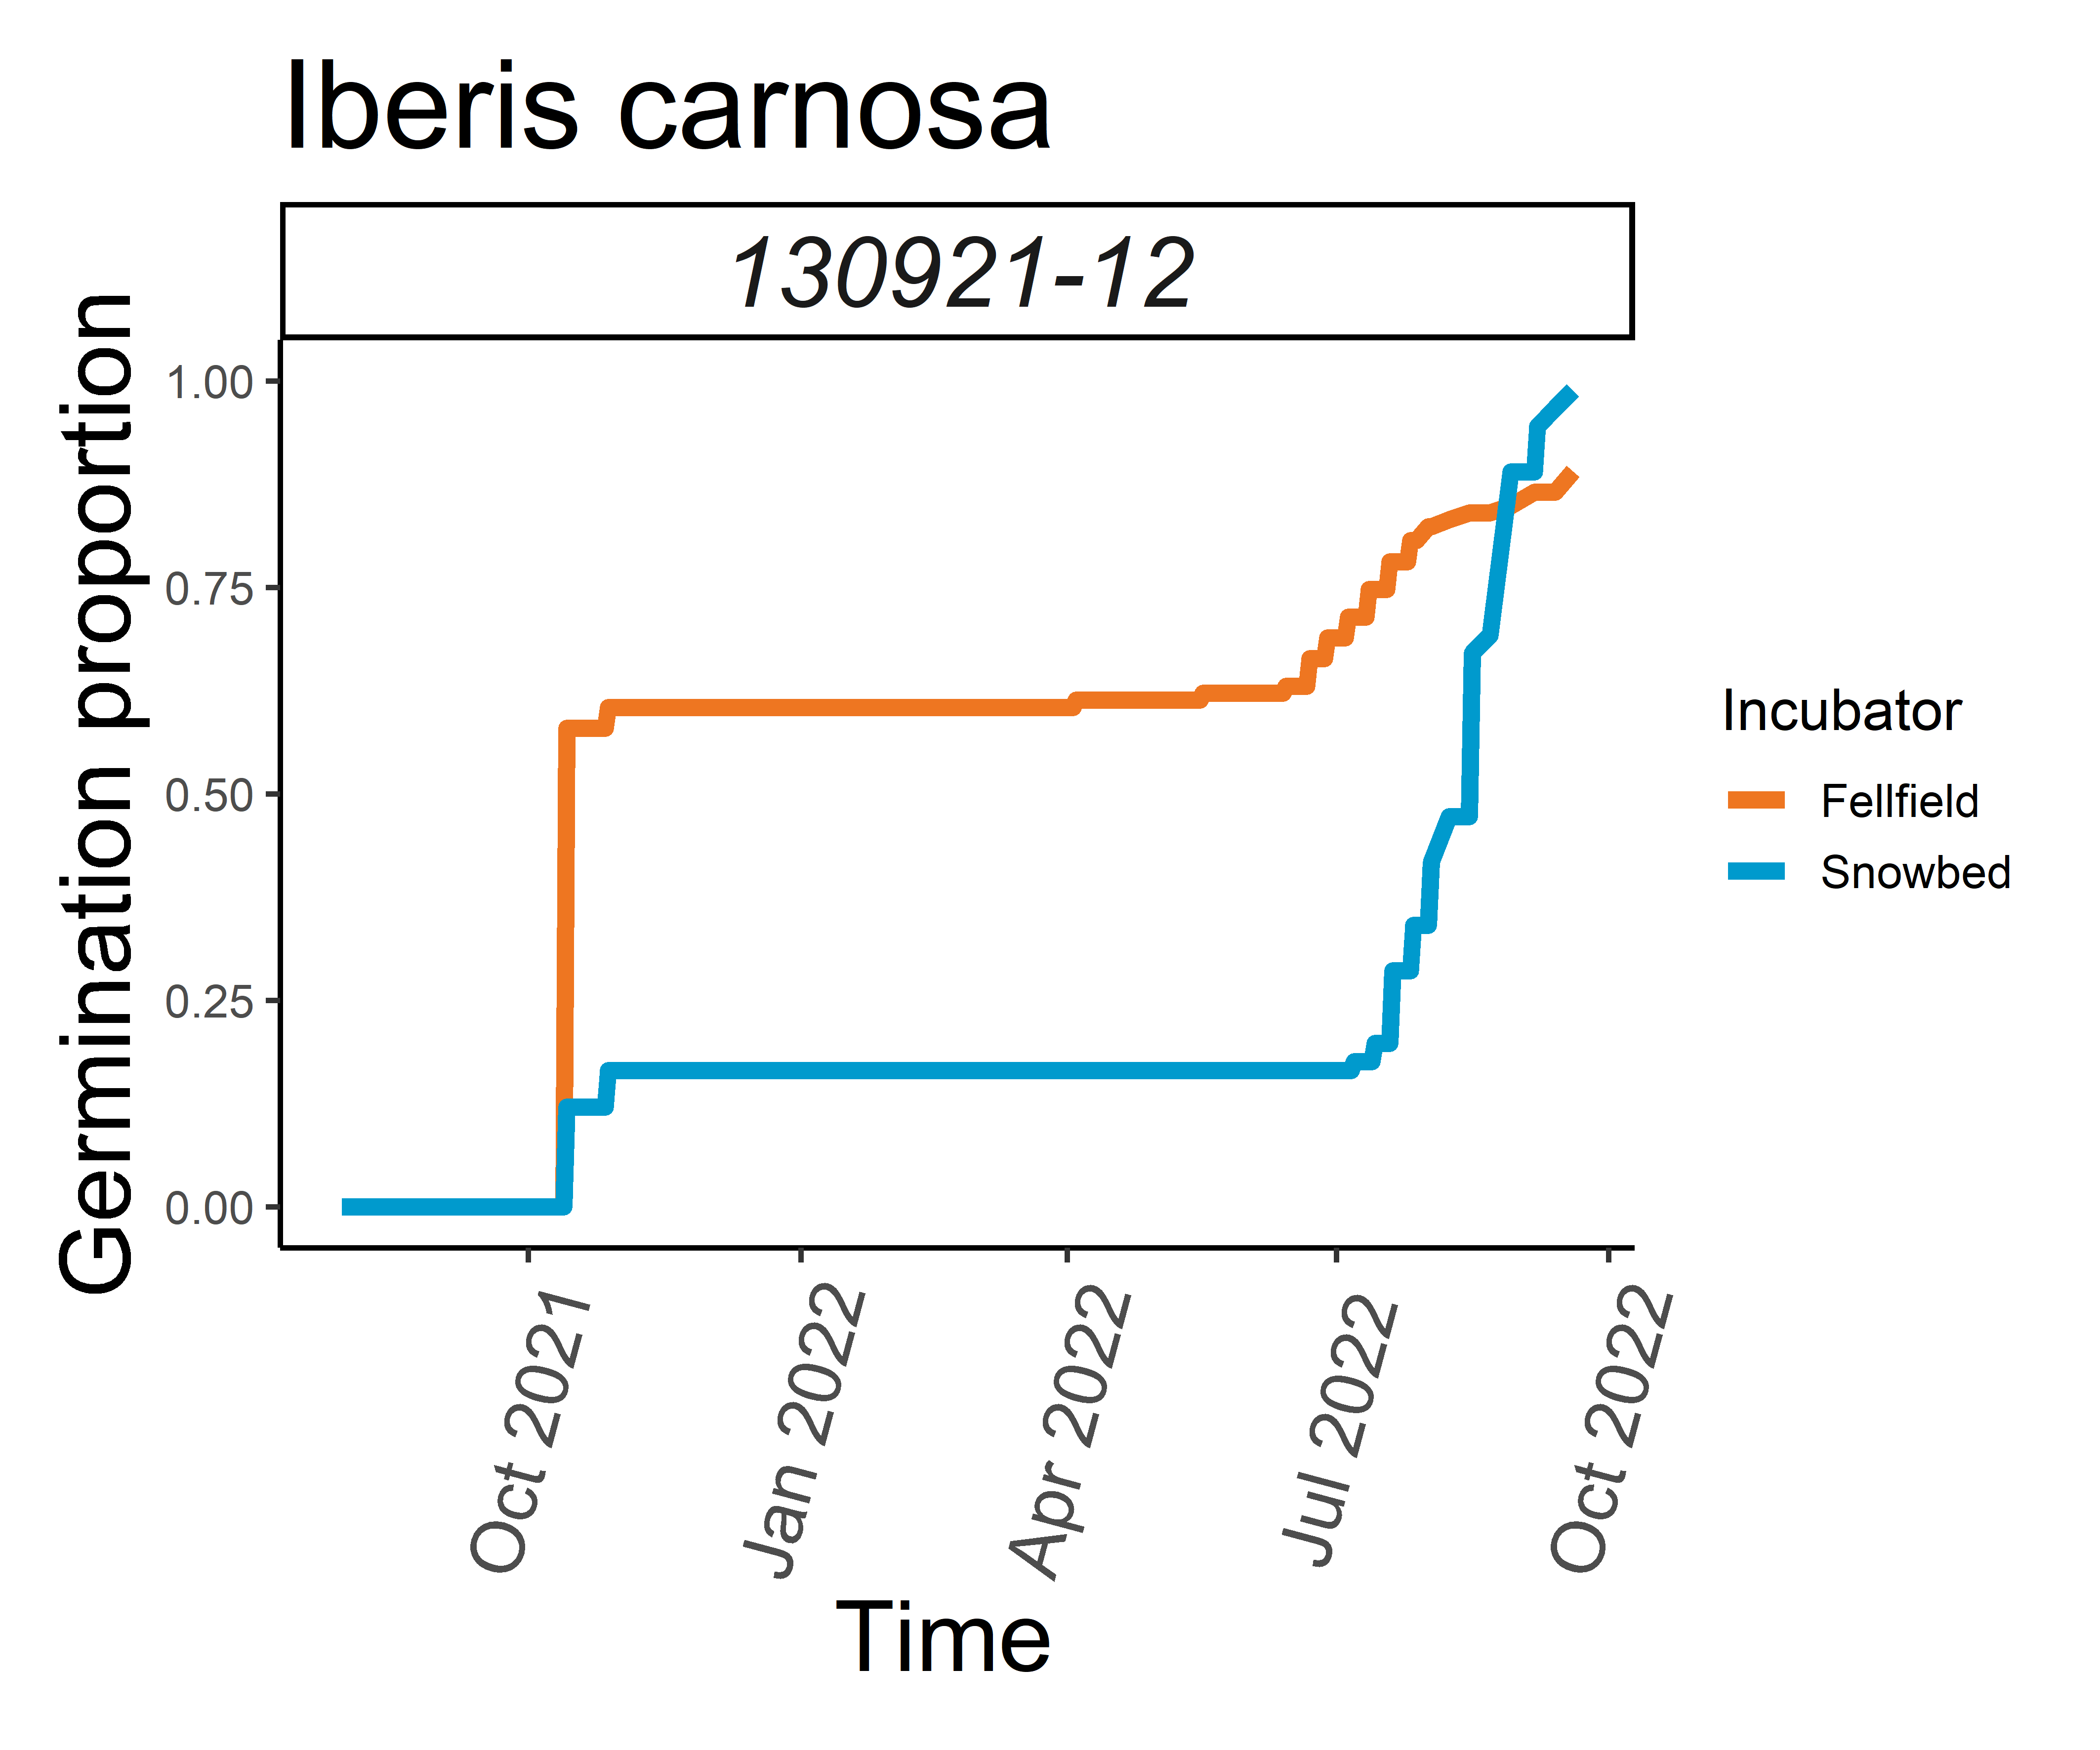 Iberis carnosa
130921-12
Germination proportion
1.00
0.75
0.50
0.25
0.00
Oct 2021
Jan 2022
Apr 2022
Jul 2022
Oct 2022
Time
Incubator
Fellfield
Snowbed